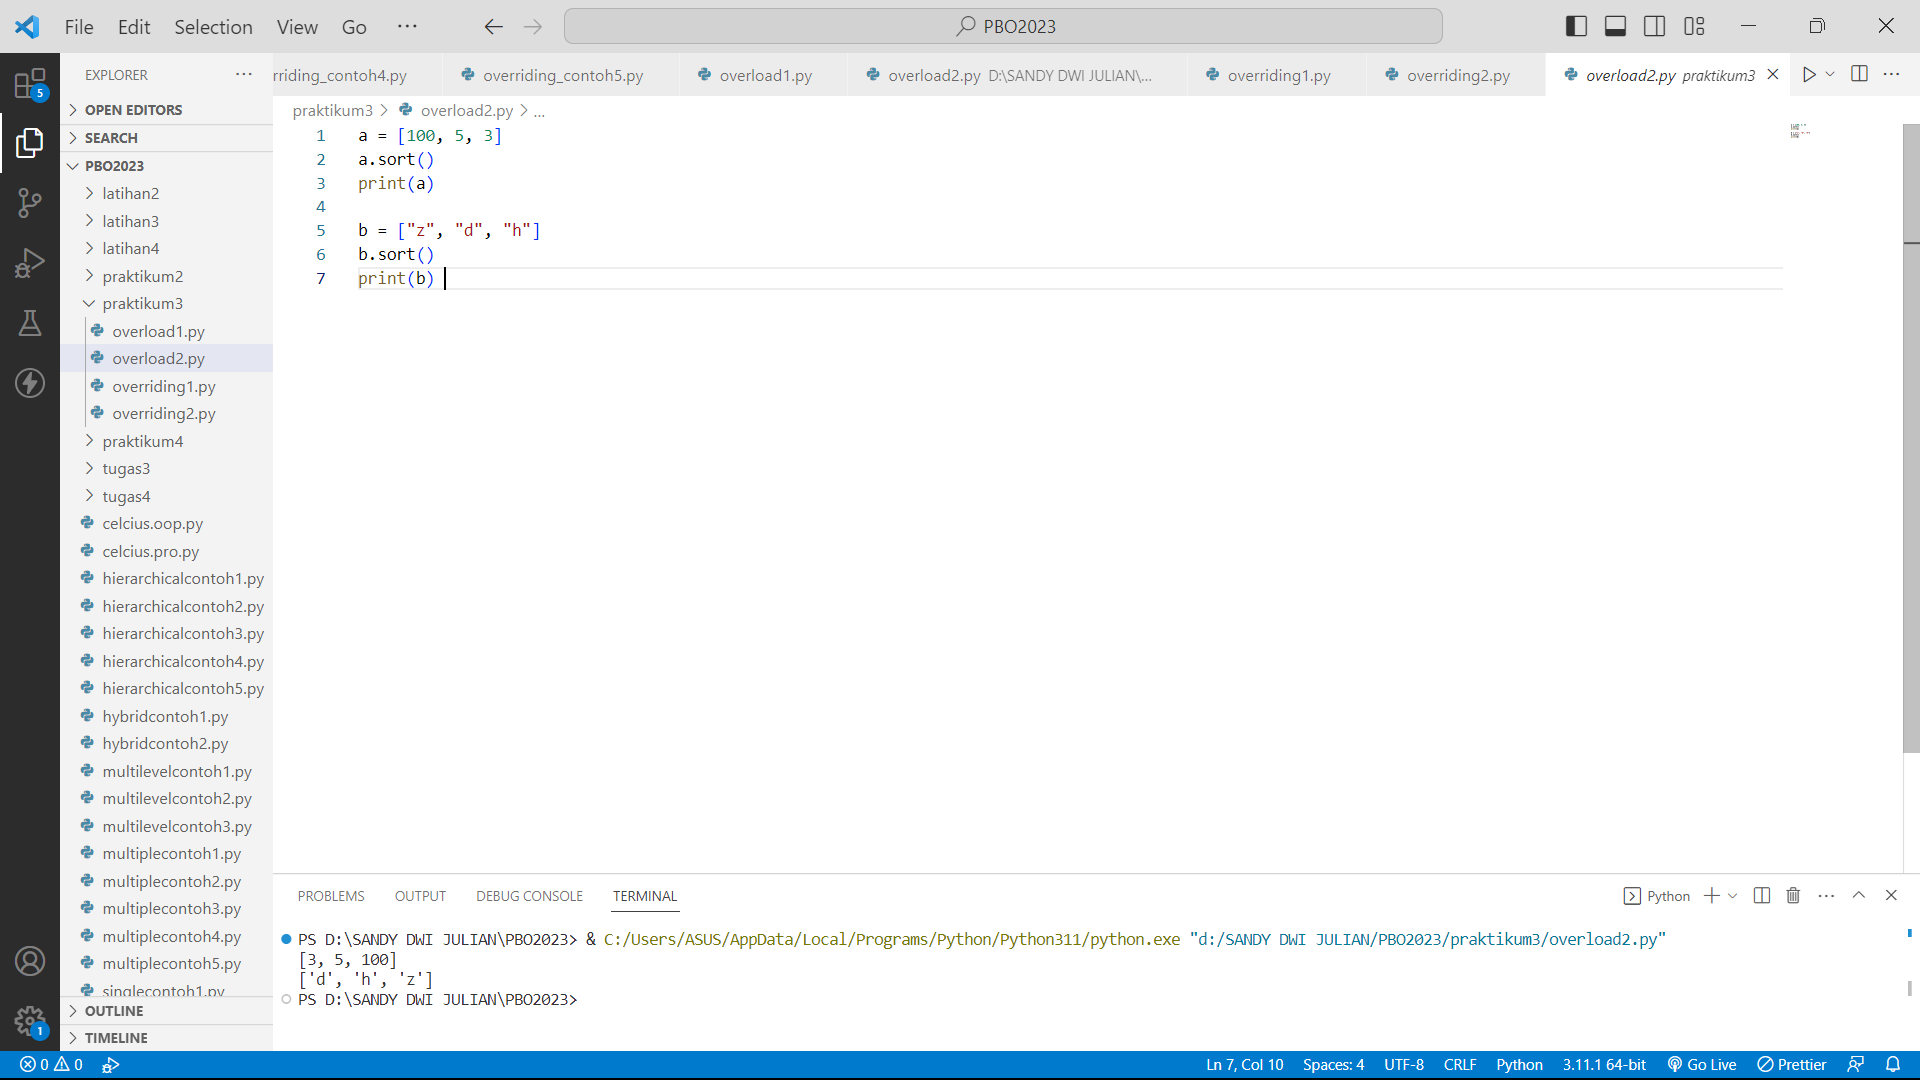 File Edit Selection View Go ··· PBO2023
EXPLORER ···
rriding_contoh4.py overriding_contoh5.py overload1.py overload2.py D:\SANDY DWI JULIAN\... overriding1.py overriding2.py overload2.py praktikum3
praktikum3 > overload2.py > ...
5
OPEN EDITORS
SEARCH
PBO2023
latihan2
latihan3
latihan4
praktikum2
praktikum3
overload1.py
overload2.py
overriding1.py
overriding2.py
praktikum4
tugas3
tugas4
celcius.oop.py
celcius.pro.py
hierarchicalcontoh1.py
hierarchicalcontoh2.py
hierarchicalcontoh3.py
hierarchicalcontoh4.py
hierarchicalcontoh5.py
hybridcontoh1.py
hybridcontoh2.py
multilevelcontoh1.py
multilevelcontoh2.py
multilevelcontoh3.py
multiplecontoh1.py
multiplecontoh2.py
multiplecontoh3.py
multiplecontoh4.py
multiplecontoh5.py
singlecontoh1.py
OUTLINE
TIMELINE
1
1 a = [100, 5, 3]
2 a.sort()
3 print(a)
4
5 b = ["z", "d", "h"]
6 b.sort()
7 print(b)
PROBLEMS OUTPUT DEBUG CONSOLE TERMINAL Python
PS D:\SANDY DWI JULIAN\PBO2023> & C:/Users/ASUS/AppData/Local/Programs/Python/Python311/python.exe "d:/SANDY DWI JULIAN/PBO2023/praktikum3/overload2.py"
[3, 5, 100]
['d', 'h', 'z']
PS D:\SANDY DWI JULIAN\PBO2023>
0 0 Ln 7, Col 10 Spaces: 4 UTF-8 CRLF Python 3.11.1 64-bit Go Live Prettier